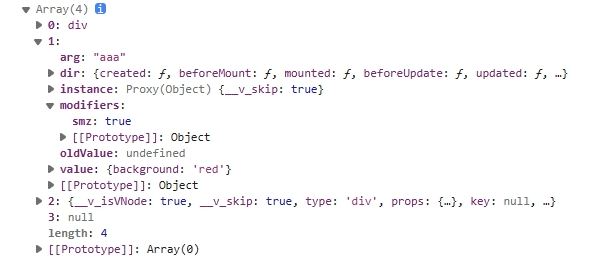 ▼ Array(4) i
▶ 0: div
▼ 1:
arg: "aaa"
▶ dir: {created: ƒ, beforeMount: ƒ, mounted: ƒ, beforeUpdate: ƒ, updated: ƒ, …}
▶ instance: Proxy(Object) {__v_skip: true}
▼ modifiers:
smz: true
▶ [[Prototype]]: Object
oldValue: undefined
▶ value: {background: 'red'}
▶ [[Prototype]]: Object
▶ 2: {__v_isVNode: true, __v_skip: true, type: 'div', props: {…}, key: null, …}
3: null
length: 4
▶ [[Prototype]]: Array(0)